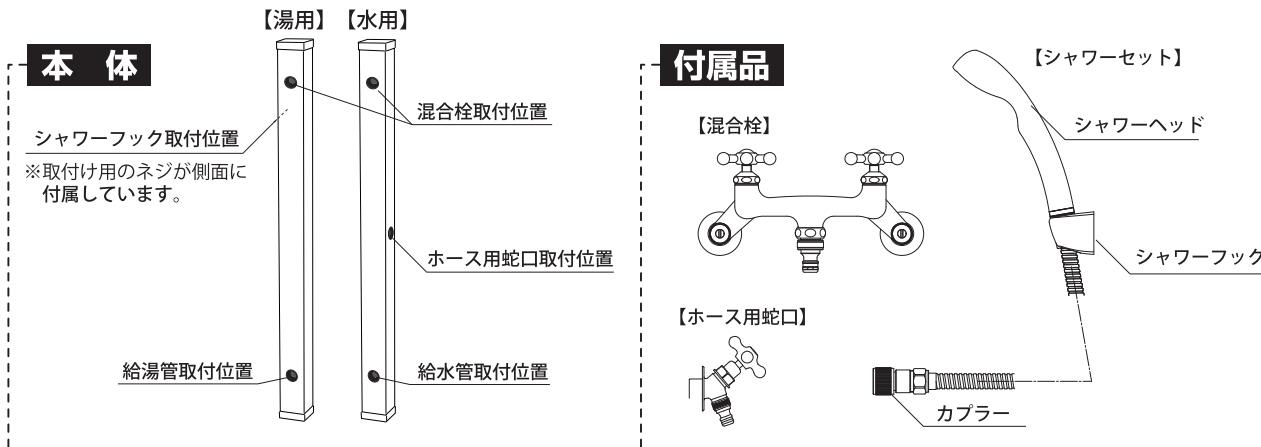 【湯用】【水用】
本 体
混合栓取付位置
シャワーフック取付位置
※取付け用のネジが側面に
付属しています。
ホース用蛇口取付位置
給湯管取付位置
給水管取付位置
付属品
【シャワーセット】
【混合栓】
シャワーヘッド
シャワーフック
【ホース用蛇口】
カプラー